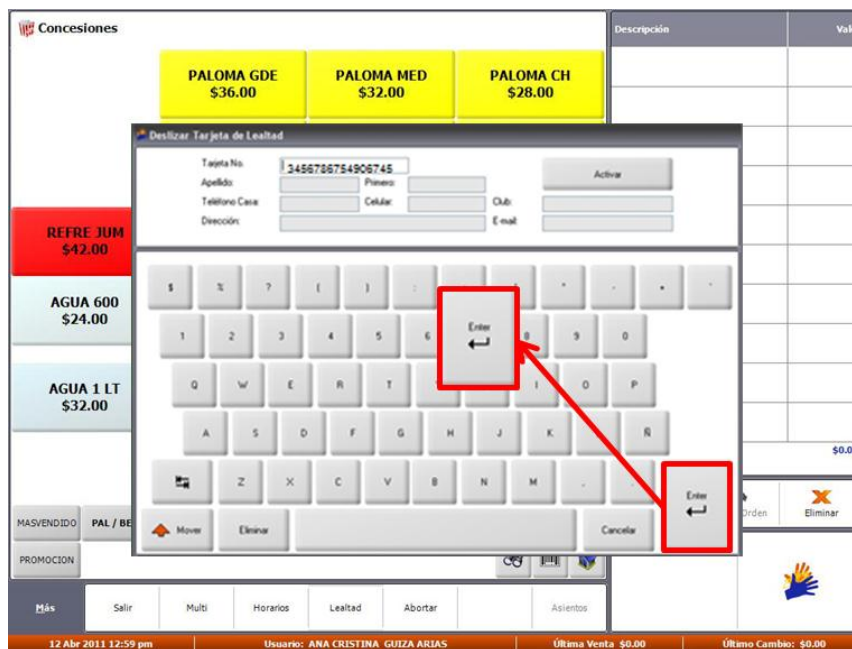 Concesiones
Descripción
PALOMA GDE
$36.00
PALOMA MED
$32.00
PALOMA CH
$28.00
Deslizar Tarjeta de Lealtad
Tarjeta No.
3456786754906745
Activar
Apellido:
Primero:
Teléfono Casa:
Celular:
Club:
Dirección:
E-mail:
REFRE JUM
$42.00
AGUA 600
$24.00
AGUA 1 LT
$32.00
$ % ? ( )
1 2 3 4 5 6 8 9 0
Enter
Q W E R T I O P
A S D F G H J K Ñ
Z X C V B N M
Enter
Mover
Eliminar
Cancelar
$0.0
Orden
Eliminar
MASVENDIDO
PAL / BE
PROMOCION
Más
Salir
Multi
Horarios
Lealtad
Abortar
Asientos
12 Abr 2011 12:59 pm
Usuario: ANA CRISTINA GUIZA ARIAS
Última Venta $0.00
Último Cambio: $0.00